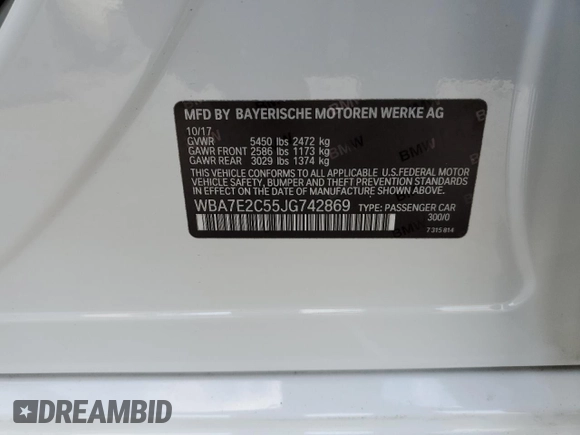 MFD BY BAYERISCHE MOTOREN WERKE AG
10/17
GVWR 5450 lbs 2472 kg
GAWR FRONT 2586 lbs 1173 kg
GAWR REAR 3029 lbs 1374 kg
THIS VEHICLE CONFORMS TO ALL APPLICABLE U.S.FEDERAL MOTOR
VEHICLE SAFETY, BUMPER, AND THEFT PREVENTION STANDARDS IN
EFFECT ON THE DATE OF MANUFACTURE SHOWN ABOVE.
WBA7E2C55JG742869 TYPE: PASSENGER CAR
300/0
7 315 814
DREAMBID